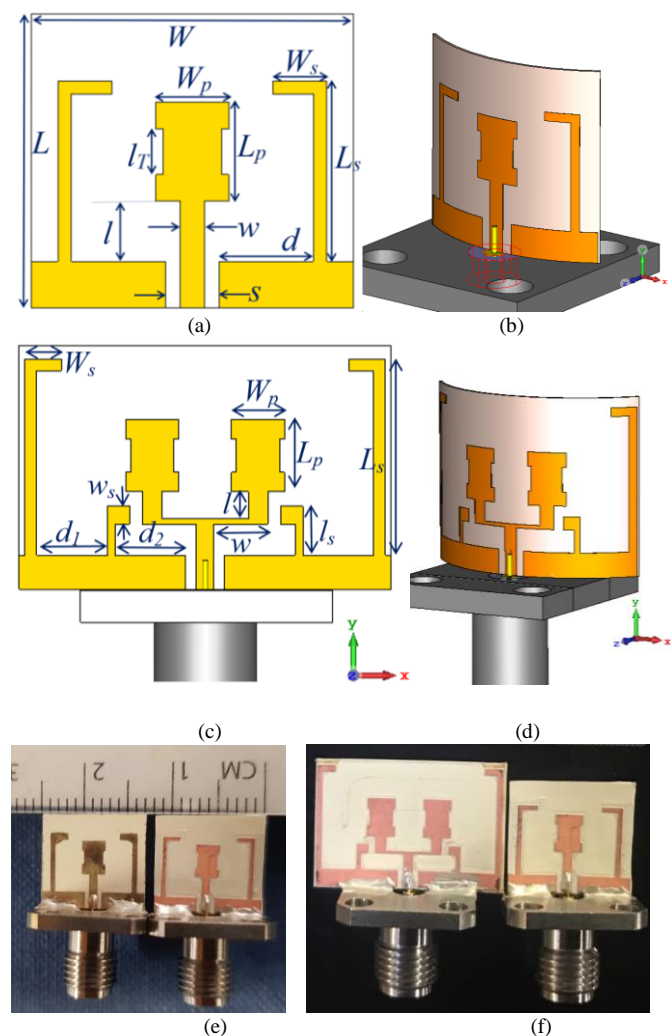 W
W_s
W_p
L
l_T
L_p
L_s
l
w
d
s
(a)
(b)
W_s
W_p
L_p
L_s
w_s
l
l_s
d_1
d_2
w
y
x
z
y
z
x
(c)
(d)
3
2
1
CM
(e)
(f)